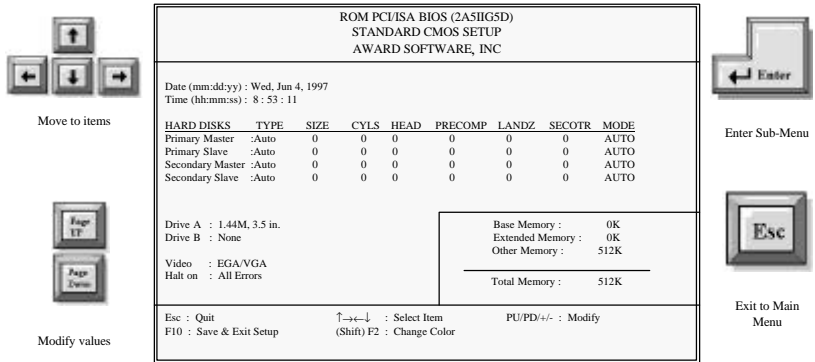 ROM PCI/ISA BIOS (2A5IIG5D)
STANDARD CMOS SETUP
AWARD SOFTWARE, INC
Date (mm:dd:yy) : Wed, Jun 4, 1997
Time (hh:mm:ss) : 8 : 53 : 11
HARD DISKS TYPE SIZE CYLS HEAD PRECOMP LANDZ SECOTR MODE
Primary Master :Auto 0 0 0 0 0 0 AUTO
Primary Slave :Auto 0 0 0 0 0 0 AUTO
Secondary Master :Auto 0 0 0 0 0 0 AUTO
Secondary Slave :Auto 0 0 0 0 0 0 AUTO
Drive A : 1.44M, 3.5 in.
Drive B : None
Video : EGA/VGA
Halt on : All Errors
Base Memory : 0K
Extended Memory : 0K
Other Memory : 512K
Total Memory : 512K
Esc : Quit ↑→←↓ : Select Item PU/PD/+/- : Modify
F10 : Save & Exit Setup (Shift) F2 : Change Color
Move to items
Page
UP
Page
Down
Modify values
Enter
Enter Sub-Menu
Esc
Exit to Main
Menu